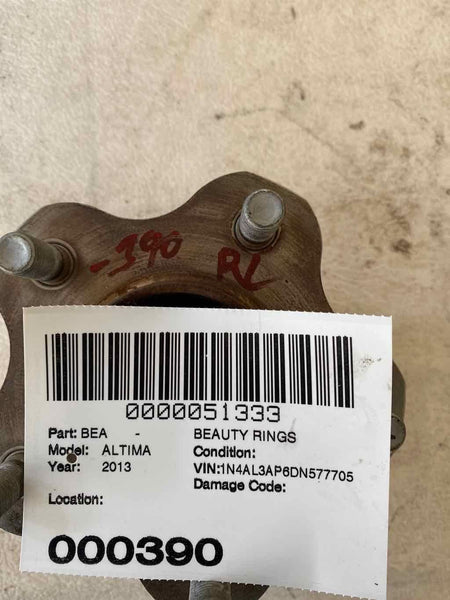 -390 RL
0000051333
Part: BEA - BEAUTY RINGS
Model: ALTIMA Condition:
Year: 2013 VIN:1N4AL3AP6DN577705
Damage Code:
Location:
000390